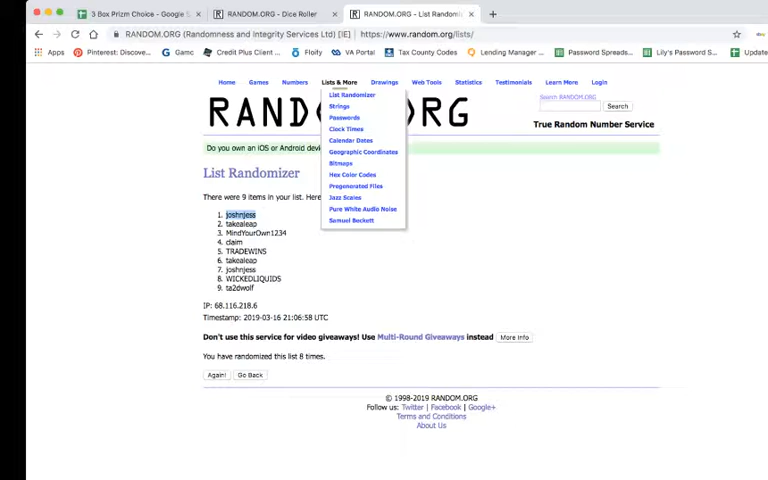 3 Box Prizm Choice - Google S
RANDOM.ORG - Dice Roller
RANDOM.ORG - List Randomi
RANDOM.ORG (Randomness and Integrity Services Ltd) [IE] | https://www.random.org/lists/
Apps
Pinterest: Discover...
Gamc
Credit Plus Client...
Floify
VA Portal
Tax County Codes
Lending Manager...
Password Spreads...
Lily's Password S...
Update
Home
Games
Numbers
Lists & More
Drawings
Web Tools
Statistics
Testimonials
Learn More
Login
List Randomizer
Strings
Passwords
Clock Times
Calendar Dates
Geographic Coordinates
Bitmaps
Hex Color Codes
Pregenerated Files
Jazz Scales
Pure White Audio Noise
Samuel Beckett
Search RANDOM.ORG
Search
True Random Number Service
Do you own an iOS or Android devi
List Randomizer
There were 9 items in your list. Here
1. joshnjess
2. takealeap
3. MindYourOwn1234
4. claim
5. TRADEWINS
6. takealeap
7. joshnjess
8. WICKEDLIQUIDS
9. ta2dwolf
IP: 68.116.218.6
Timestamp: 2019-03-16 21:06:58 UTC
Don't use this service for video giveaways! Use Multi-Round Giveaways instead More Info
You have randomized this list 8 times.
Again! Go Back
© 1998-2019 RANDOM.ORG
Follow us: Twitter | Facebook | Google+
Terms and Conditions
About Us